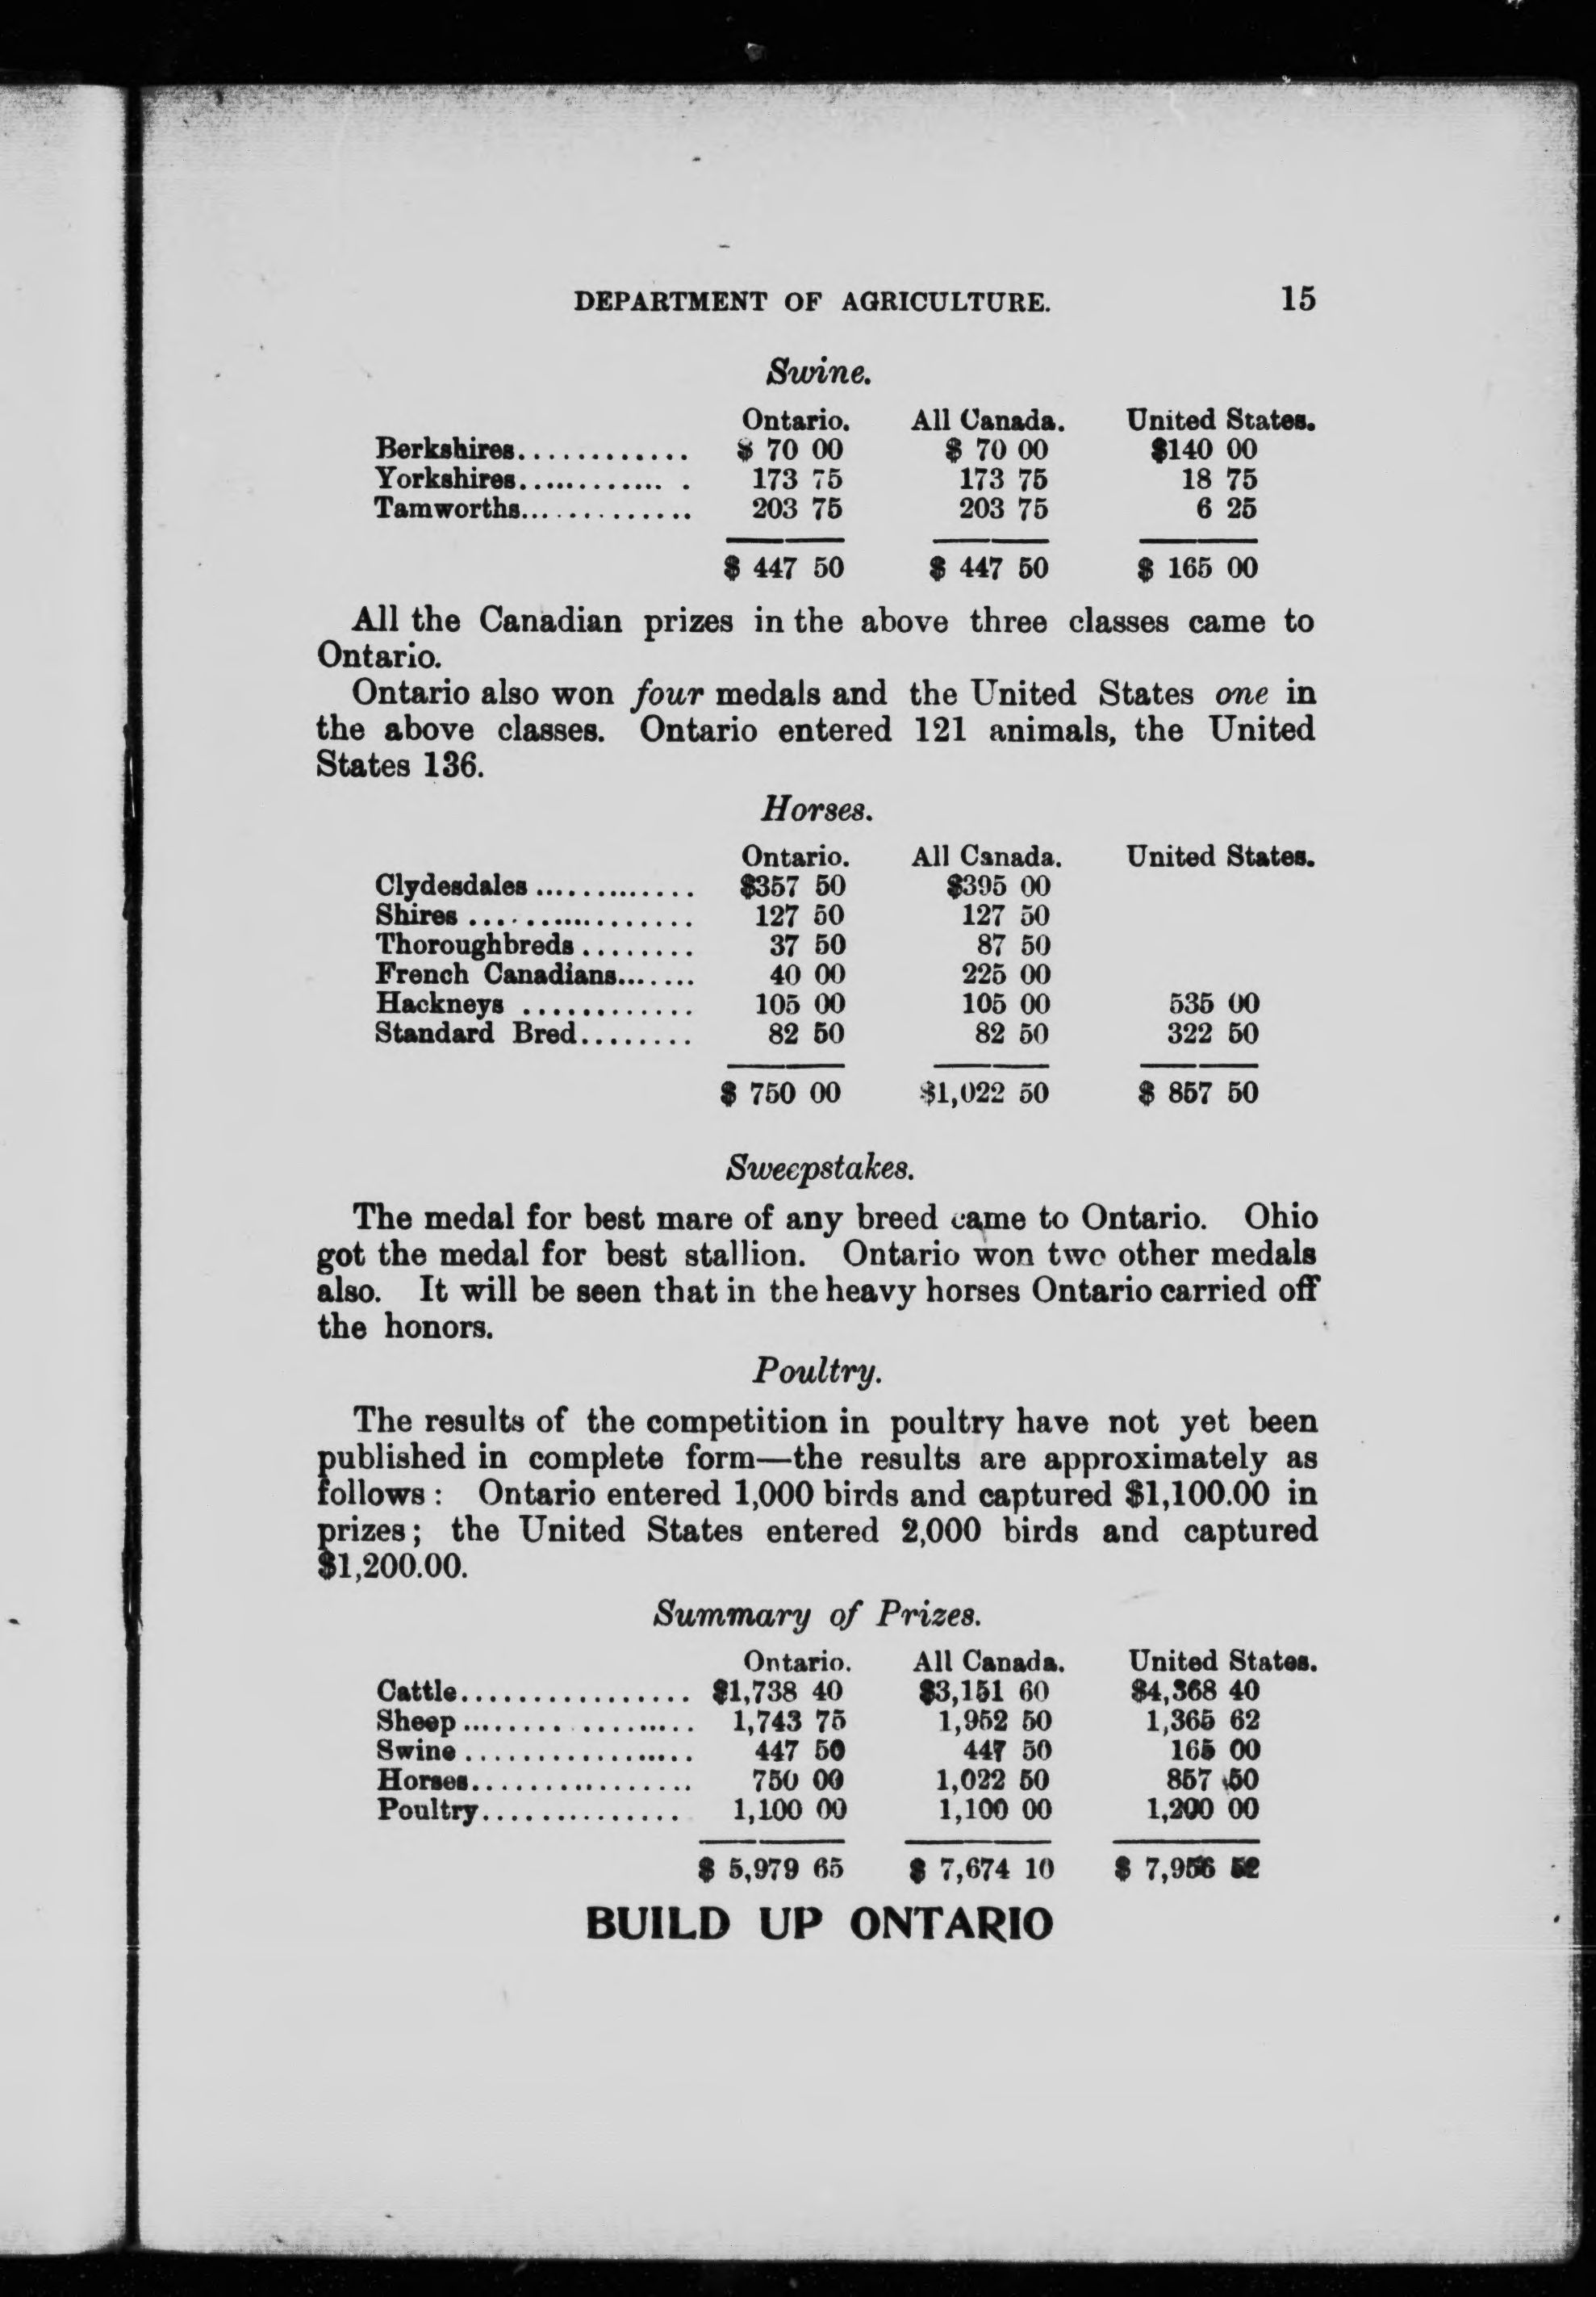 DEPARTMENT OF AGRICULTURE. 15
Swine.
Ontario. All Canada. United States.
Berkshires............. $ 70 00 $ 70 00 $140 00
Yorkshires............. . 173 75 173 75 18 75
Tamworths............. 203 75 203 75 6 25
$ 447 50 $ 447 50 $ 165 00
All the Canadian prizes in the above three classes came to
Ontario.
Ontario also won four medals and the United States one in
the above classes. Ontario entered 121 animals, the United
States 136.
Horses.
Ontario. All Canada. United States.
Clydesdales ............. $357 50 $395 00
Shires ................. 127 50 127 50
Thoroughbreds ........ 37 50 87 50
French Canadians....... 40 00 225 00
Hackneys ............ 105 00 105 00 535 00
Standard Bred........ 82 50 82 50 322 50
$ 750 00 $1,022 50 $ 857 50
Sweepstakes.
The medal for best mare of any breed came to Ontario. Ohio
got the medal for best stallion. Ontario won two other medals
also. It will be seen that in the heavy horses Ontario carried off
the honors.
Poultry.
The results of the competition in poultry have not yet been
published in complete form—the results are approximately as
follows : Ontario entered 1,000 birds and captured $1,100.00 in
prizes; the United States entered 2,000 birds and captured
$1,200.00.
Summary of Prizes.
Ontario. All Canada. United States.
Cattle................. $1,738 40 $3,151 60 $4,368 40
Sheep ................. 1,743 75 1,952 50 1,365 62
Swine ................. 447 50 447 50 165 00
Horses................ 750 00 1,022 50 857 50
Poultry.............. 1,100 00 1,100 00 1,200 00
$ 5,979 65 $ 7,674 10 $ 7,956 52
BUILD UP ONTARIO